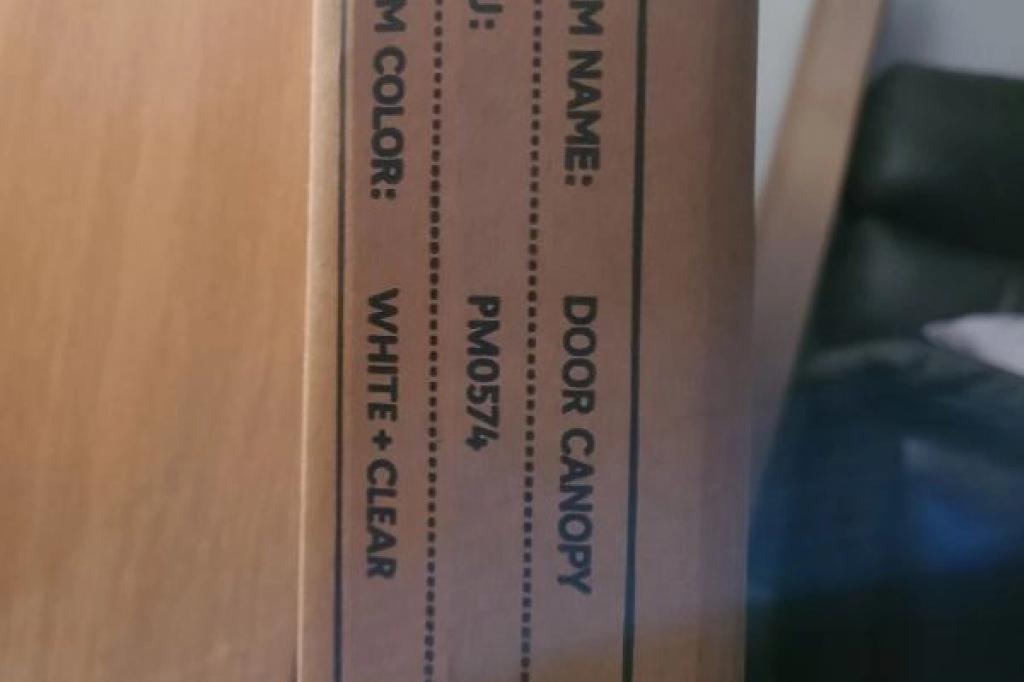 M NAME: DOOR CANOPY
U: PM0574
M COLOR: WHITE + CLEAR